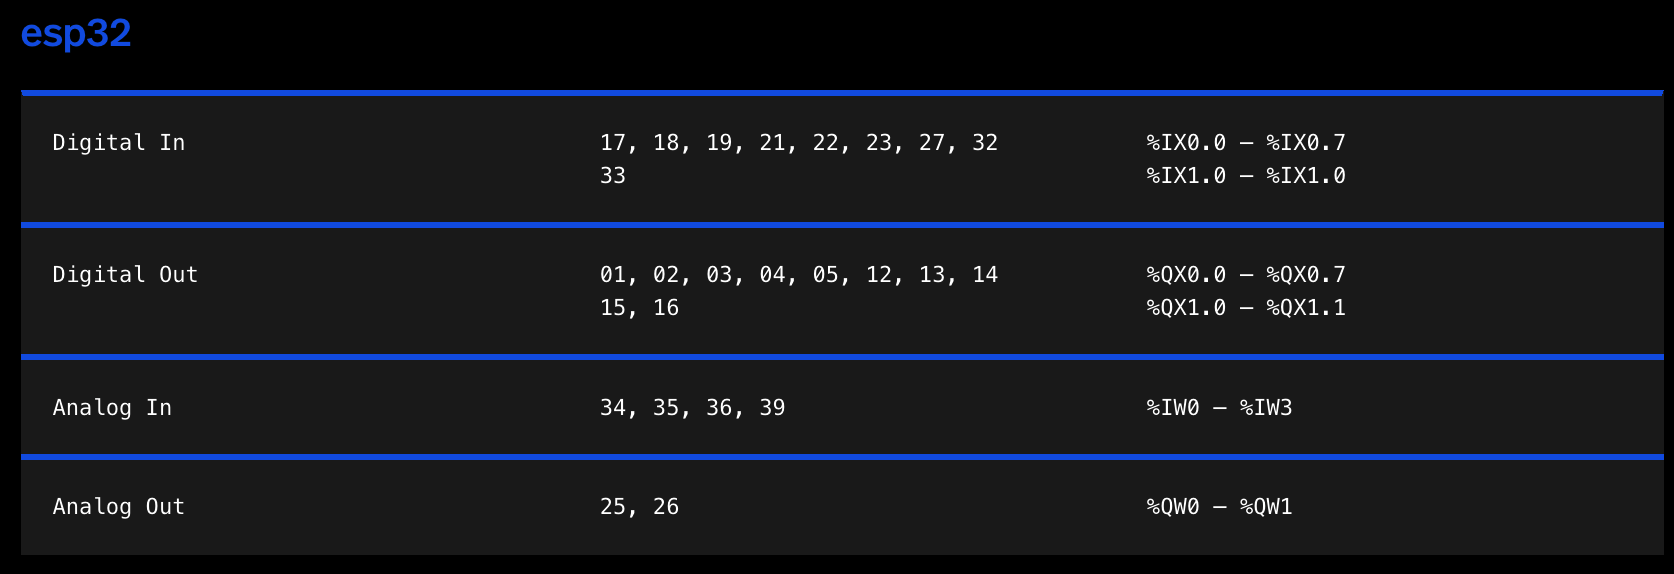 esp32
Digital In 17, 18, 19, 21, 22, 23, 27, 32 %IX0.0 – %IX0.7
33 %IX1.0 – %IX1.0
Digital Out 01, 02, 03, 04, 05, 12, 13, 14 %QX0.0 – %QX0.7
15, 16 %QX1.0 – %QX1.1
Analog In 34, 35, 36, 39 %IW0 – %IW3
Analog Out 25, 26 %QW0 – %QW1